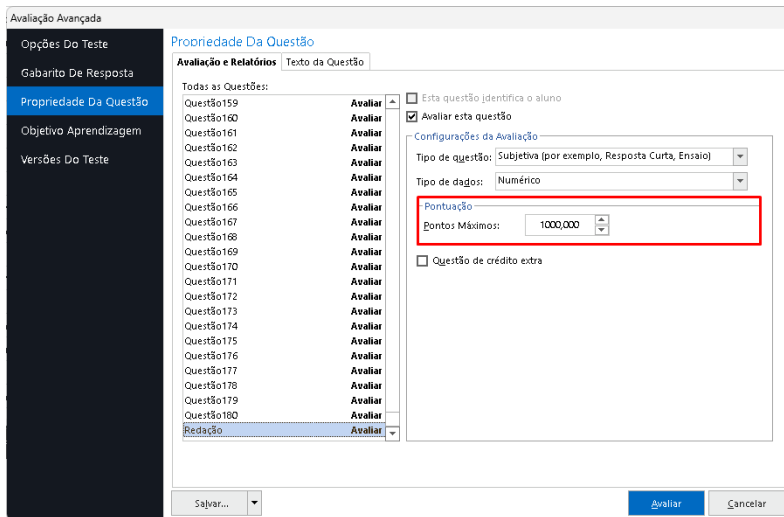 Avaliação Avançada
Opções Do Teste
Gabarito De Resposta
Propriedade Da Questão
Objetivo Aprendizagem
Versões Do Teste
Propriedade Da Questão
Avaliação e Relatórios Texto da Questão
Todas as Questões:
Questão159 Avaliar
Questão160 Avaliar
Questão161 Avaliar
Questão162 Avaliar
Questão163 Avaliar
Questão164 Avaliar
Questão165 Avaliar
Questão166 Avaliar
Questão167 Avaliar
Questão168 Avaliar
Questão169 Avaliar
Questão170 Avaliar
Questão171 Avaliar
Questão172 Avaliar
Questão173 Avaliar
Questão174 Avaliar
Questão175 Avaliar
Questão176 Avaliar
Questão177 Avaliar
Questão178 Avaliar
Questão179 Avaliar
Questão180 Avaliar
Redação Avaliar
Esta questão identifica o aluno
Avaliar esta questão
Configurações da Avaliação
Tipo de questão: Subjetiva (por exemplo, Resposta Curta, Ensaio)
Tipo de dados: Numérico
Pontuação
Pontos Máximos: 1000,000
Questão de crédito extra
Salvar... Avaliar Cancelar